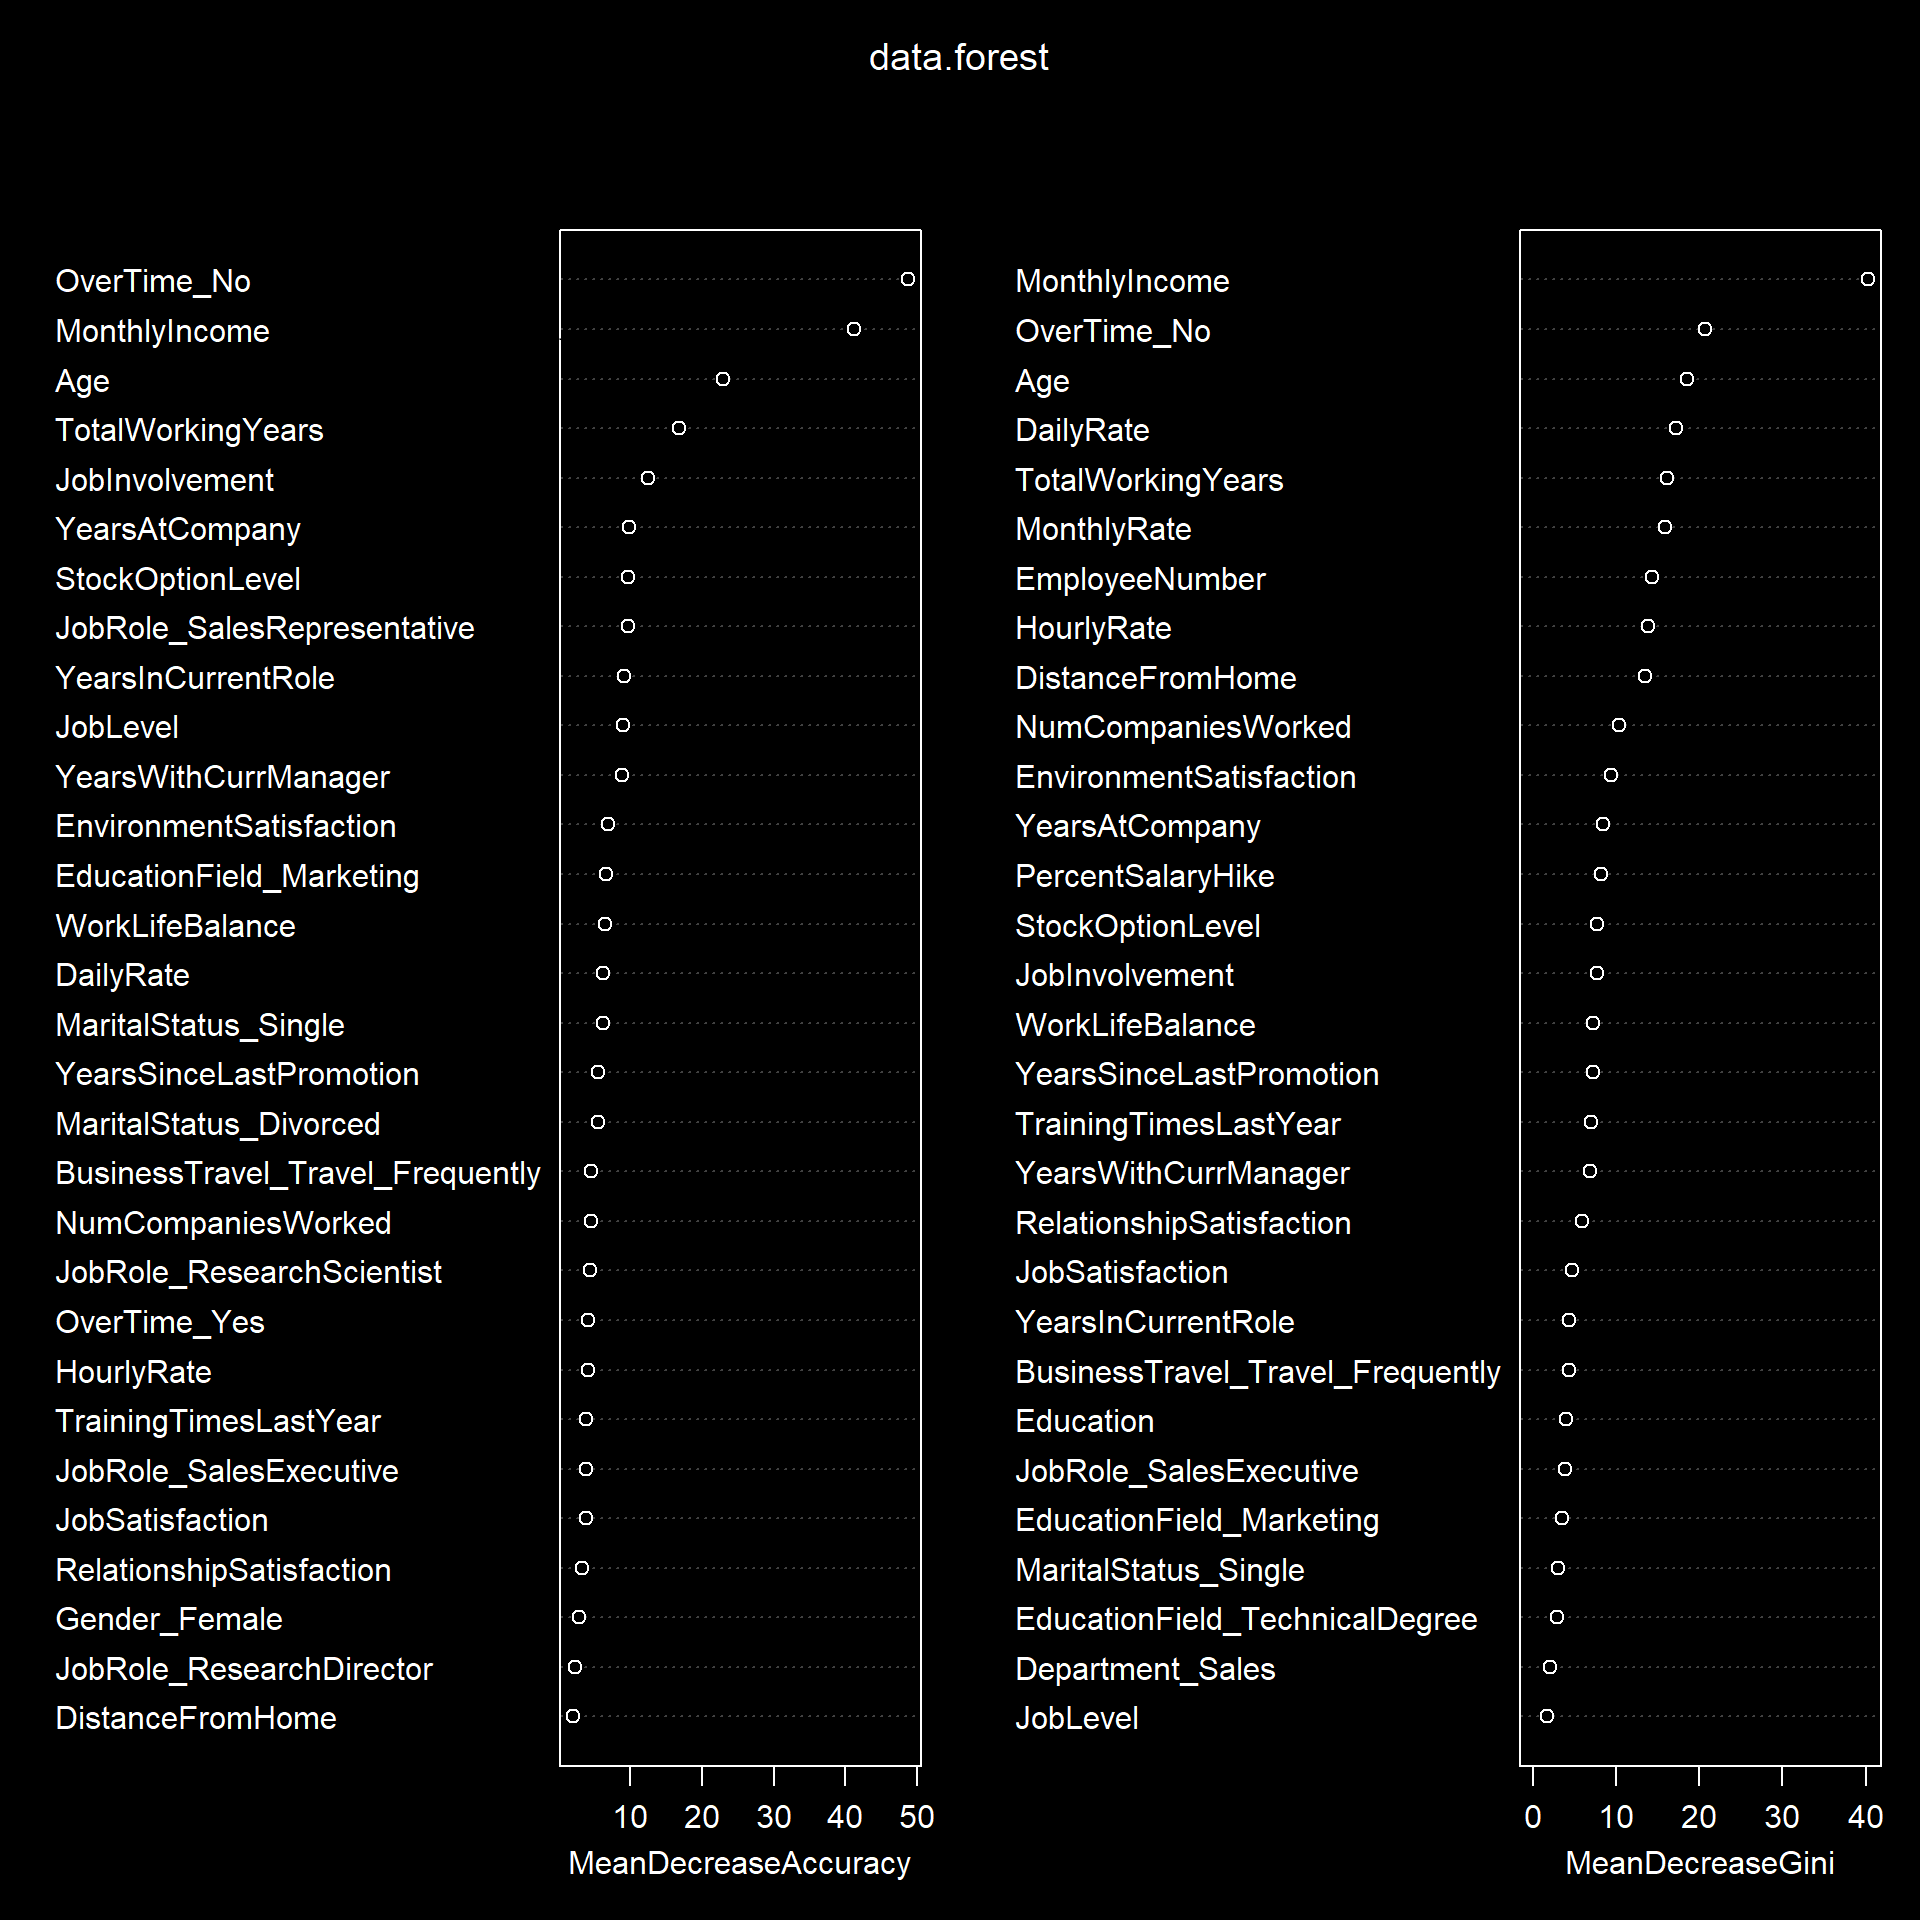 data.forest
OverTime_No
MonthlyIncome
Age
TotalWorkingYears
JobInvolvement
YearsAtCompany
StockOptionLevel
JobRole_SalesRepresentative
YearsInCurrentRole
JobLevel
YearsWithCurrManager
EnvironmentSatisfaction
EducationField_Marketing
WorkLifeBalance
DailyRate
MaritalStatus_Single
YearsSinceLastPromotion
MaritalStatus_Divorced
BusinessTravel_Travel_Frequently
NumCompaniesWorked
JobRole_ResearchScientist
OverTime_Yes
HourlyRate
TrainingTimesLastYear
JobRole_SalesExecutive
JobSatisfaction
RelationshipSatisfaction
Gender_Female
JobRole_ResearchDirector
DistanceFromHome
10 20 30 40 50
MeanDecreaseAccuracy
MonthlyIncome
OverTime_No
Age
DailyRate
TotalWorkingYears
MonthlyRate
EmployeeNumber
HourlyRate
DistanceFromHome
NumCompaniesWorked
EnvironmentSatisfaction
YearsAtCompany
PercentSalaryHike
StockOptionLevel
JobInvolvement
WorkLifeBalance
YearsSinceLastPromotion
TrainingTimesLastYear
YearsWithCurrManager
RelationshipSatisfaction
JobSatisfaction
YearsInCurrentRole
BusinessTravel_Travel_Frequently
Education
JobRole_SalesExecutive
EducationField_Marketing
MaritalStatus_Single
EducationField_TechnicalDegree
Department_Sales
JobLevel
0 10 20 30 40
MeanDecreaseGini